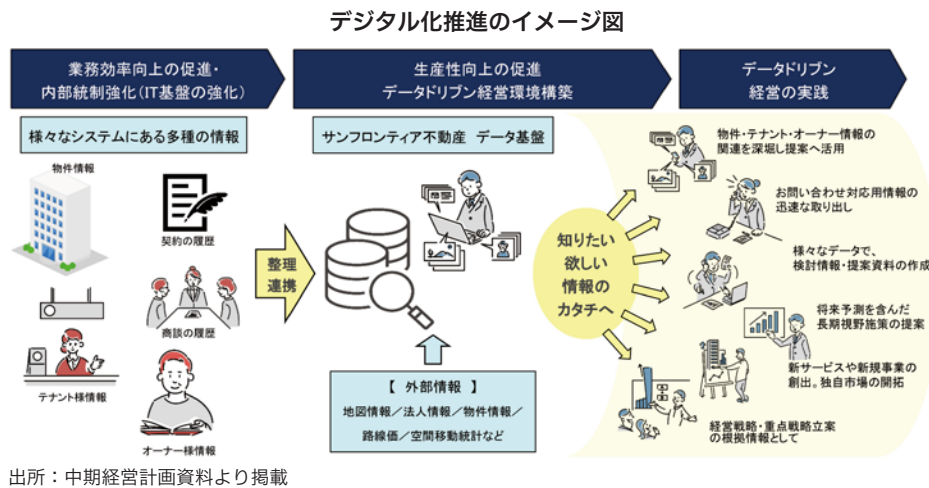 デジタル化推進のイメージ図
業務効率向上の促進・
内部統制強化（IT基盤の強化）
生産性向上の促進
データドリブン経営環境構築
データドリブン
経営の実践
様々なシステムにある多種の情報
物件情報
契約の履歴
商談の履歴
テナント様情報
オーナー様情報
整理
連携
サンフロンティア不動産 データ基盤
【 外部情報 】
地図情報／法人情報／物件情報／
路線価／空間移動統計など
知りたい
欲しい
情報の
カタチへ
物件・テナント・オーナー情報の
関連を深堀し提案へ活用
お問い合わせ対応用情報の
迅速な取り出し
様々なデータで、
検討情報・提案資料の作成
将来予測を含んだ
長期視野施策の提案
新サービスや新規事業の
創出。独自市場の開拓
経営戦略・重点戦略立案
の根拠情報として
出所：中期経営計画資料より掲載